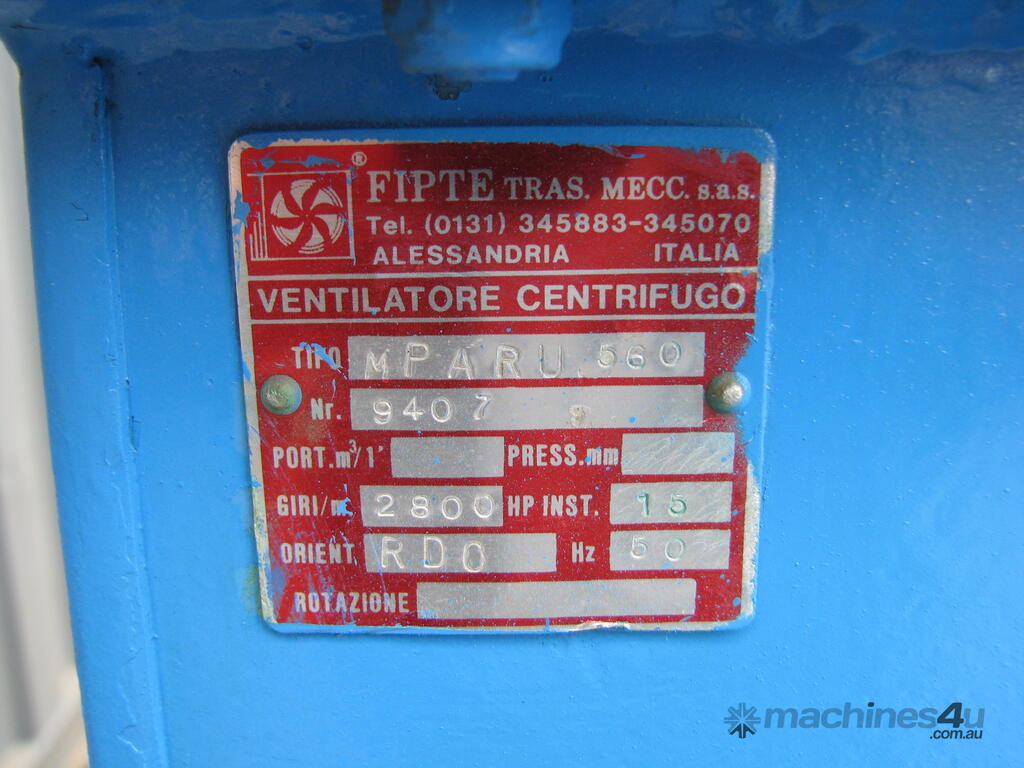 ®
FIPTE TRAS. MECC. s.a.s.
Tel. (0131) 345883-345070
ALESSANDRIA ITALIA
VENTILATORE CENTRIFUGO
TIPO MPARU 560
Nr. 9407 9
PORT.m³/1' PRESS.mm
GIRI/m. 2800 HP INST. 15
ORIENT. RD0 Hz 50
ROTAZIONE
machines4u
.com.au